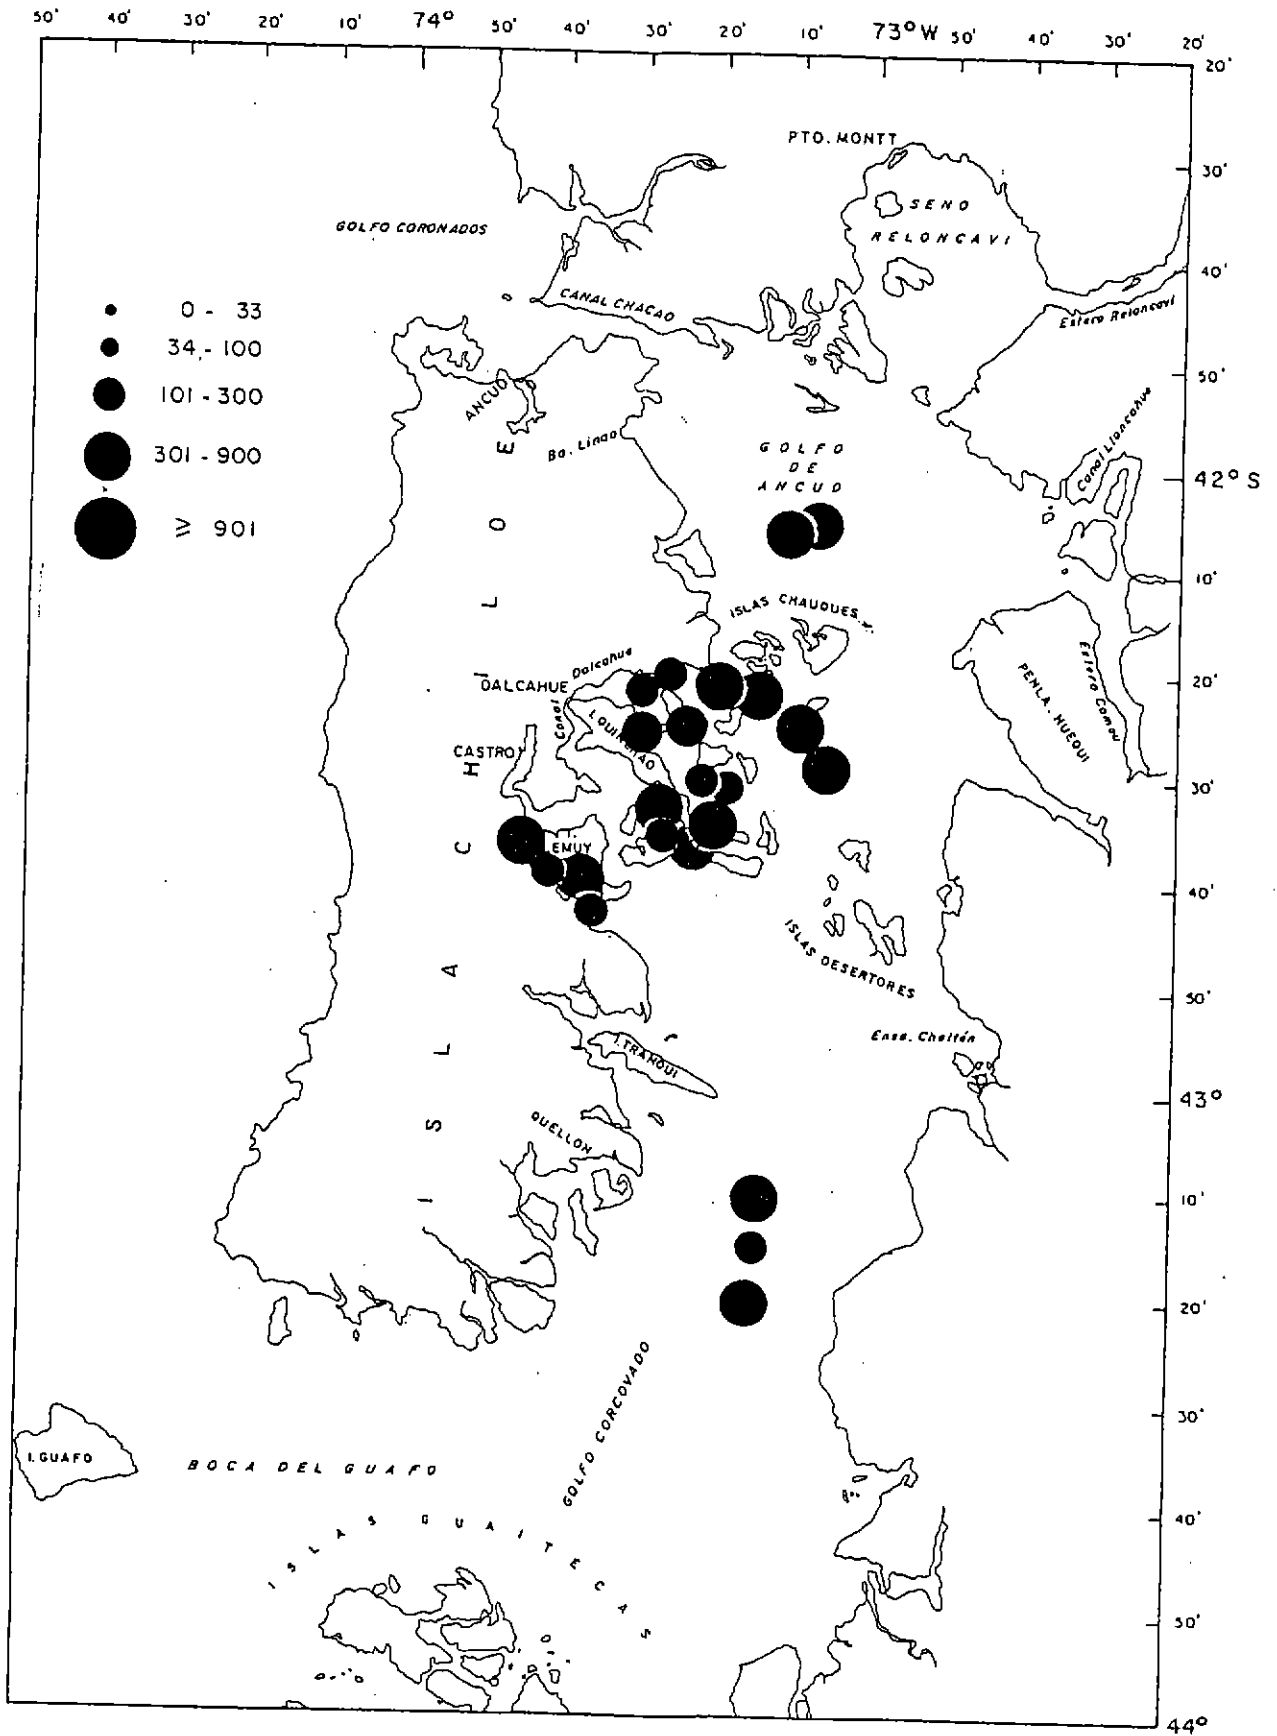 50' 40' 30' 20' 10' 74° 50' 40' 30' 20' 10' 73° W 50' 40' 30' 20'
20'
PTO. MONTT
30'
SENO
RELONCAVI
GOLFO CORONADOS
40'
CANAL CHACAO
Estero Reloncavi
0 - 33
34 - 100
101 - 300
301 - 900
≥ 901
50'
ANCUD
Ba. Linao
Canal Llancahue
GOLFO
DE
ANCUD
42° S
10'
ISLAS CHAUQUES
Canal Dalcahue
DALCAHUE
20'
I. QUINCHAO
PENLA. HUEQUI
Estero Comau
CASTRO
30'
LEMUY
40'
ISLAS DESERTORES
ISLA CHILOE
50'
Ensa. Chaitén
I. TRANQUI
43°
QUELLON
10'
20'
GOLFO CORCOVADO
30'
I. GUAFO
BOCA DEL GUAFO
40'
ISLAS GUAITECAS
50'
44°